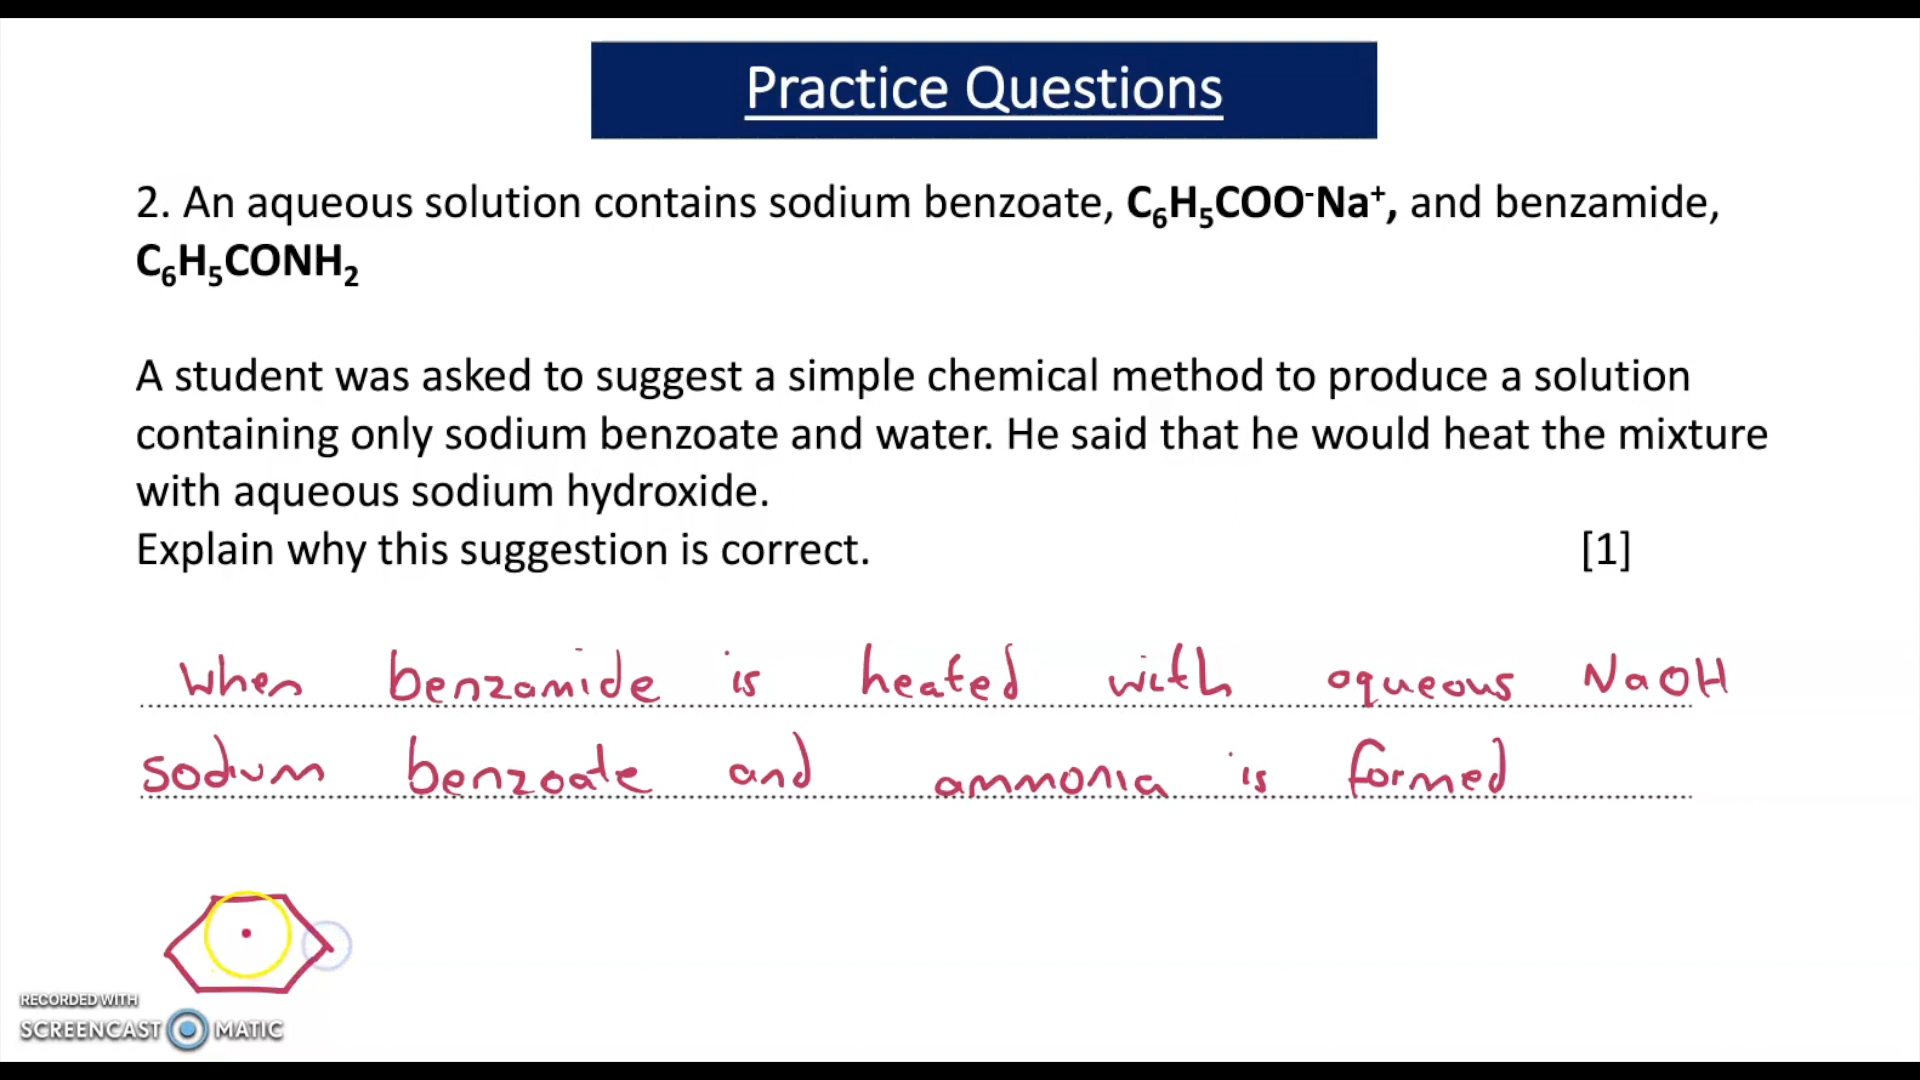 Practice Questions
2. An aqueous solution contains sodium benzoate, C₆H₅COO⁻Na⁺, and benzamide,
C₆H₅CONH₂
A student was asked to suggest a simple chemical method to produce a solution
containing only sodium benzoate and water. He said that he would heat the mixture
with aqueous sodium hydroxide.
Explain why this suggestion is correct. [1]
When benzamide is heated with aqueous NaOH
sodium benzoate and ammonia is formed
RECORDED WITH
SCREENCAST MATIC